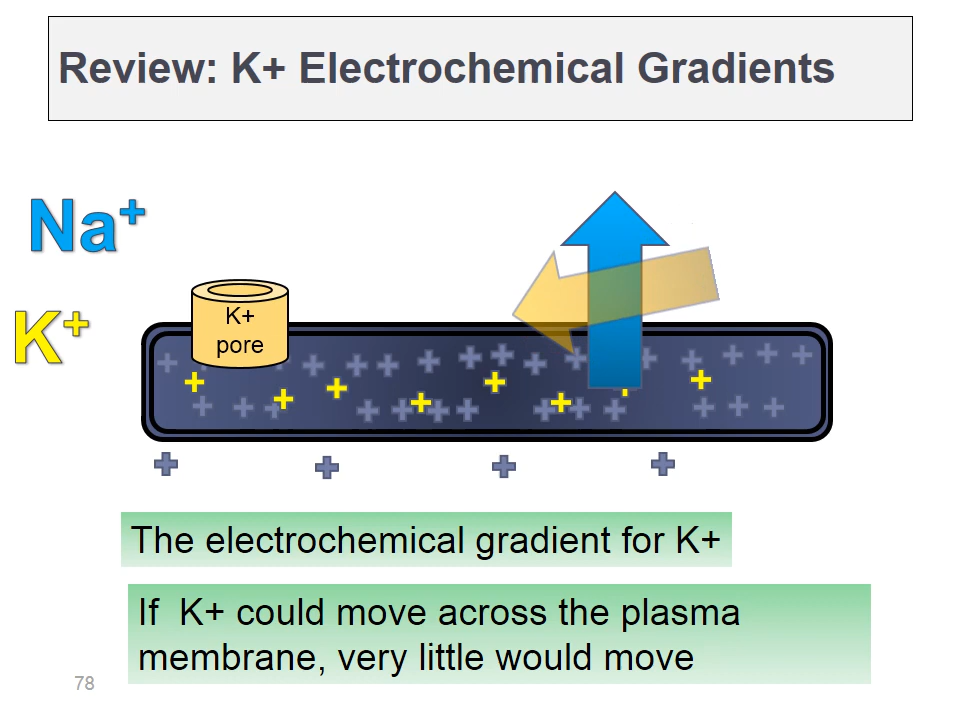 Review: K+ Electrochemical Gradients
Na+
K+
K+
pore
The electrochemical gradient for K+
If K+ could move across the plasma
membrane, very little would move
78